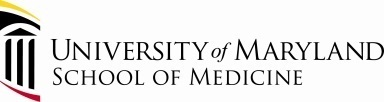 UNIVERSITY of MARYLAND
SCHOOL OF MEDICINE